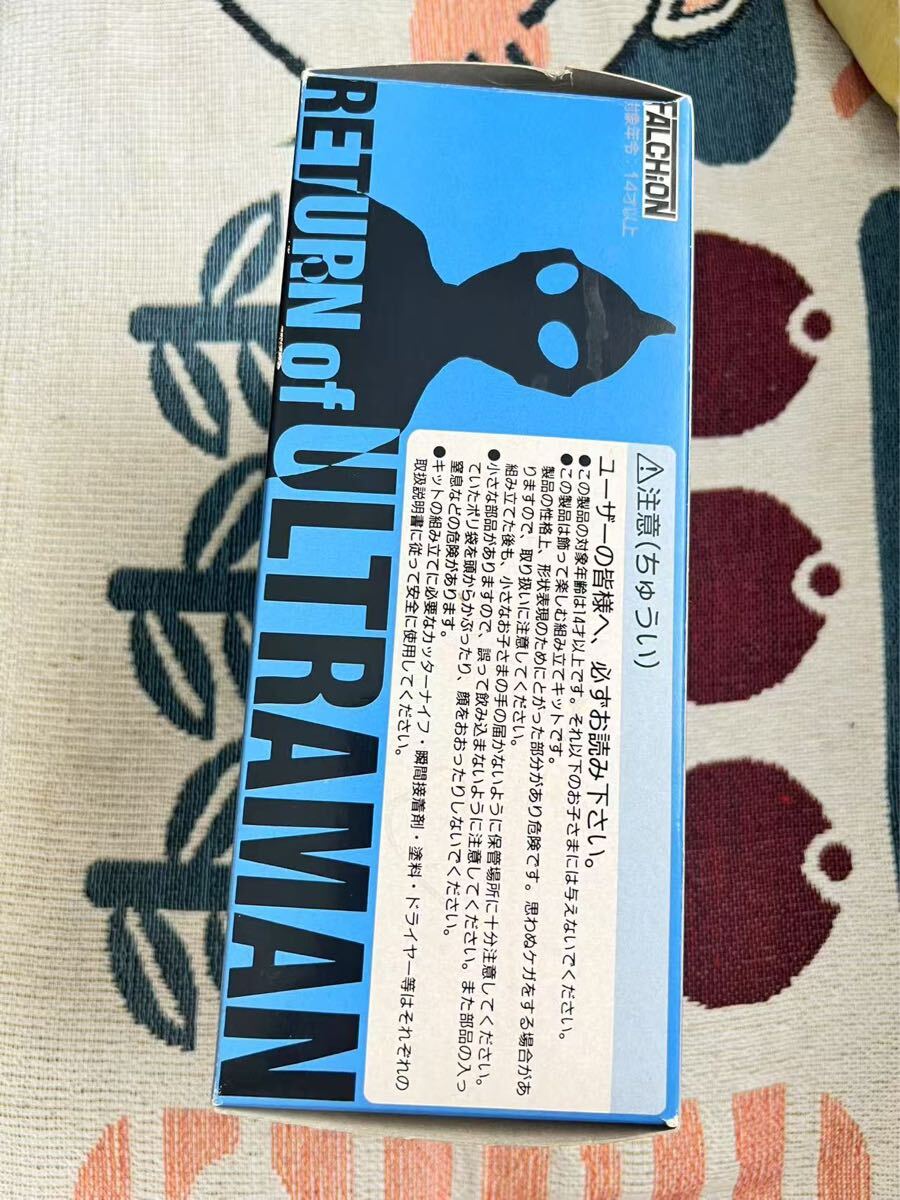 FALCHiON
対象年令：14才以上
RETURN of ULTRAMAN
⚠注意(ちゅうい)
ユーザーの皆様へ、必ずお読み下さい。
●この製品の対象年齢は14才以上です。それ以下のお子さまには与えないでください。
●この製品は飾って楽しむ組み立てキットです。
製品の性格上、形状表現のためにとがった部分があり危険です。思わぬケガをする場合があ
りますので、取り扱いに注意してください。
組み立てた後も、小さなお子さまの手の届かないように保管場所に十分注意してください。
●小さな部品がありますので、誤って飲み込まないように注意してください。また部品の入っ
ていたポリ袋を頭からかぶったり、顔をおおったりしないでください。
窒息などの危険があります。
●キットの組み立てに必要なカッターナイフ・瞬間接着剤・塗料・ドライヤー等はそれぞれの
取扱説明書に従って安全に使用してください。